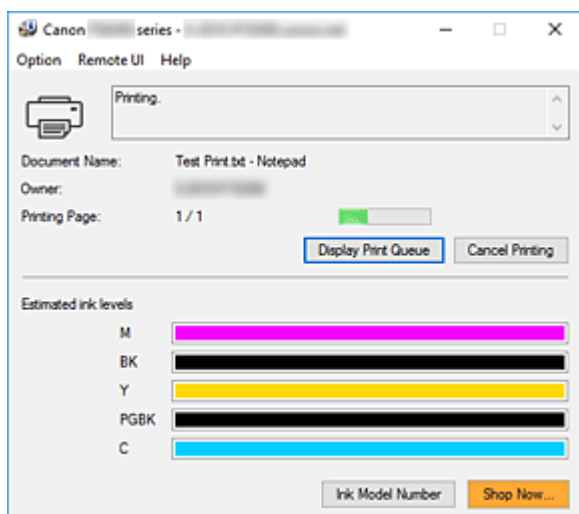 Canon series -
Option Remote UI Help
Printing.
Document Name: Test Print.txt - Notepad
Owner:
Printing Page: 1 / 1
Display Print Queue Cancel Printing
Estimated ink levels
M
BK
Y
PGBK
C
Ink Model Number Shop Now...